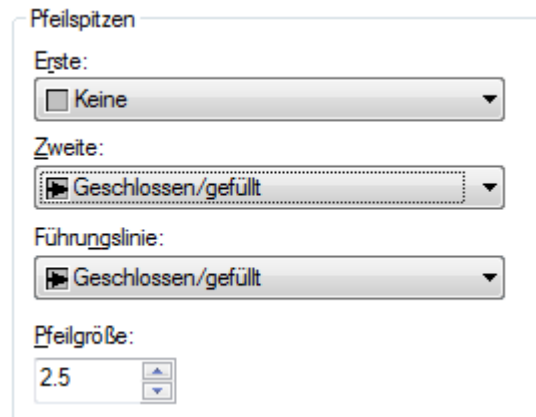 Pfeilspitzen
Erste:
Keine
Zweite:
Geschlossen/gefüllt
Führungslinie:
Geschlossen/gefüllt
Pfeilgröße:
2.5